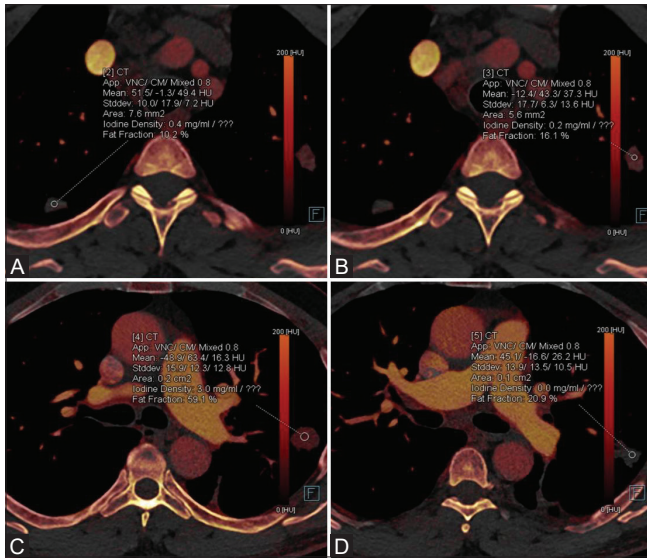 200 [HU]
[2] CT
App. VNC/ CM/ Mixed 0.8
Mean: 51.5/ -1.3/ 49.4 HU
Stddev: 10.0/ 17.9/ 7.2 HU
Area: 7.6 mm2
Iodine Density: 0.4 mg/ml / ???
Fat Fraction: 10.2 %
0 [HU]
F
A
200 [HU]
[3] CT
App. VNC/ CM/ Mixed 0.8
Mean: -12.4/ 43.3/ 37.3 HU
Stddev: 17.7/ 6.3/ 13.6 HU
Area: 5.6 mm2
Iodine Density: 0.2 mg/ml / ???
Fat Fraction: 16.1 %
0 [HU]
F
B
200 [HU]
[4] CT
App. VNC/ CM/ Mixed 0.8
Mean: -48.9/ 63.4/ 16.3 HU
Stddev: 15.9/ 12.3/ 12.8 HU
Area: 0.2 cm2
Iodine Density: 3.0 mg/ml / ???
Fat Fraction: 59.1 %
0 [HU]
F
C
200 [HU]
[5] CT
App. VNC/ CM/ Mixed 0.8
Mean: 45.1/ -16.6/ 26.2 HU
Stddev: 13.9/ 13.5/ 10.5 HU
Area: 0.1 cm2
Iodine Density: 0.0 mg/ml / ???
Fat Fraction: 20.9 %
0 [HU]
F
D